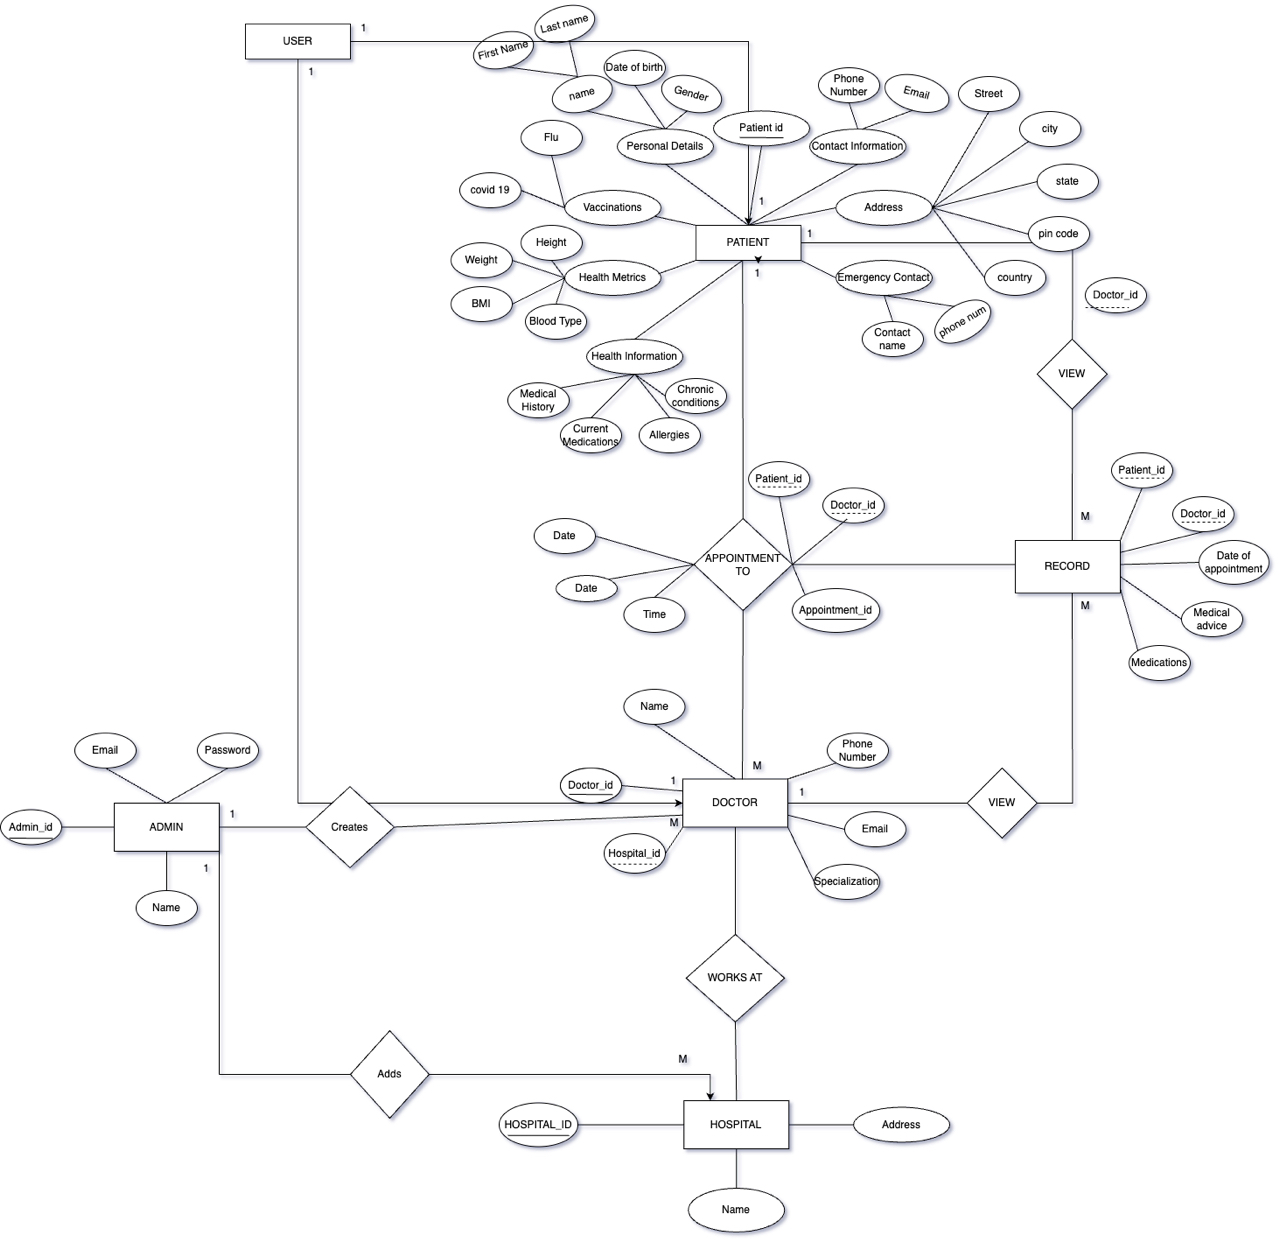 Last name
1
USER
First Name
1
Date of birth
name
Gender
Phone
Number
Email
Street
Patient id
city
Flu
Personal Details
Contact Information
state
covid 19
Vaccinations
1
Address
PATIENT
1
pin code
Height
Weight
1
Health Metrics
Emergency Contact
country
BMI
Doctor_id
Blood Type
phone num
Contact
name
Health Information
VIEW
Medical
History
Chronic
conditions
Current
Medications
Allergies
Patient_id
Patient_id
Doctor_id
M
Doctor_id
Date
APPOINTMENT
TO
RECORD
Date of
appointment
Date
M
Time
Appointment_id
Medical
advice
Medications
Name
Email
Password
Phone
Number
M
Doctor_id
1
1
DOCTOR
VIEW
Admin_id
ADMIN
1
Creates
M
Email
Hospital_id
1
Specialization
Name
WORKS AT
M
Adds
HOSPITAL_ID
HOSPITAL
Address
Name